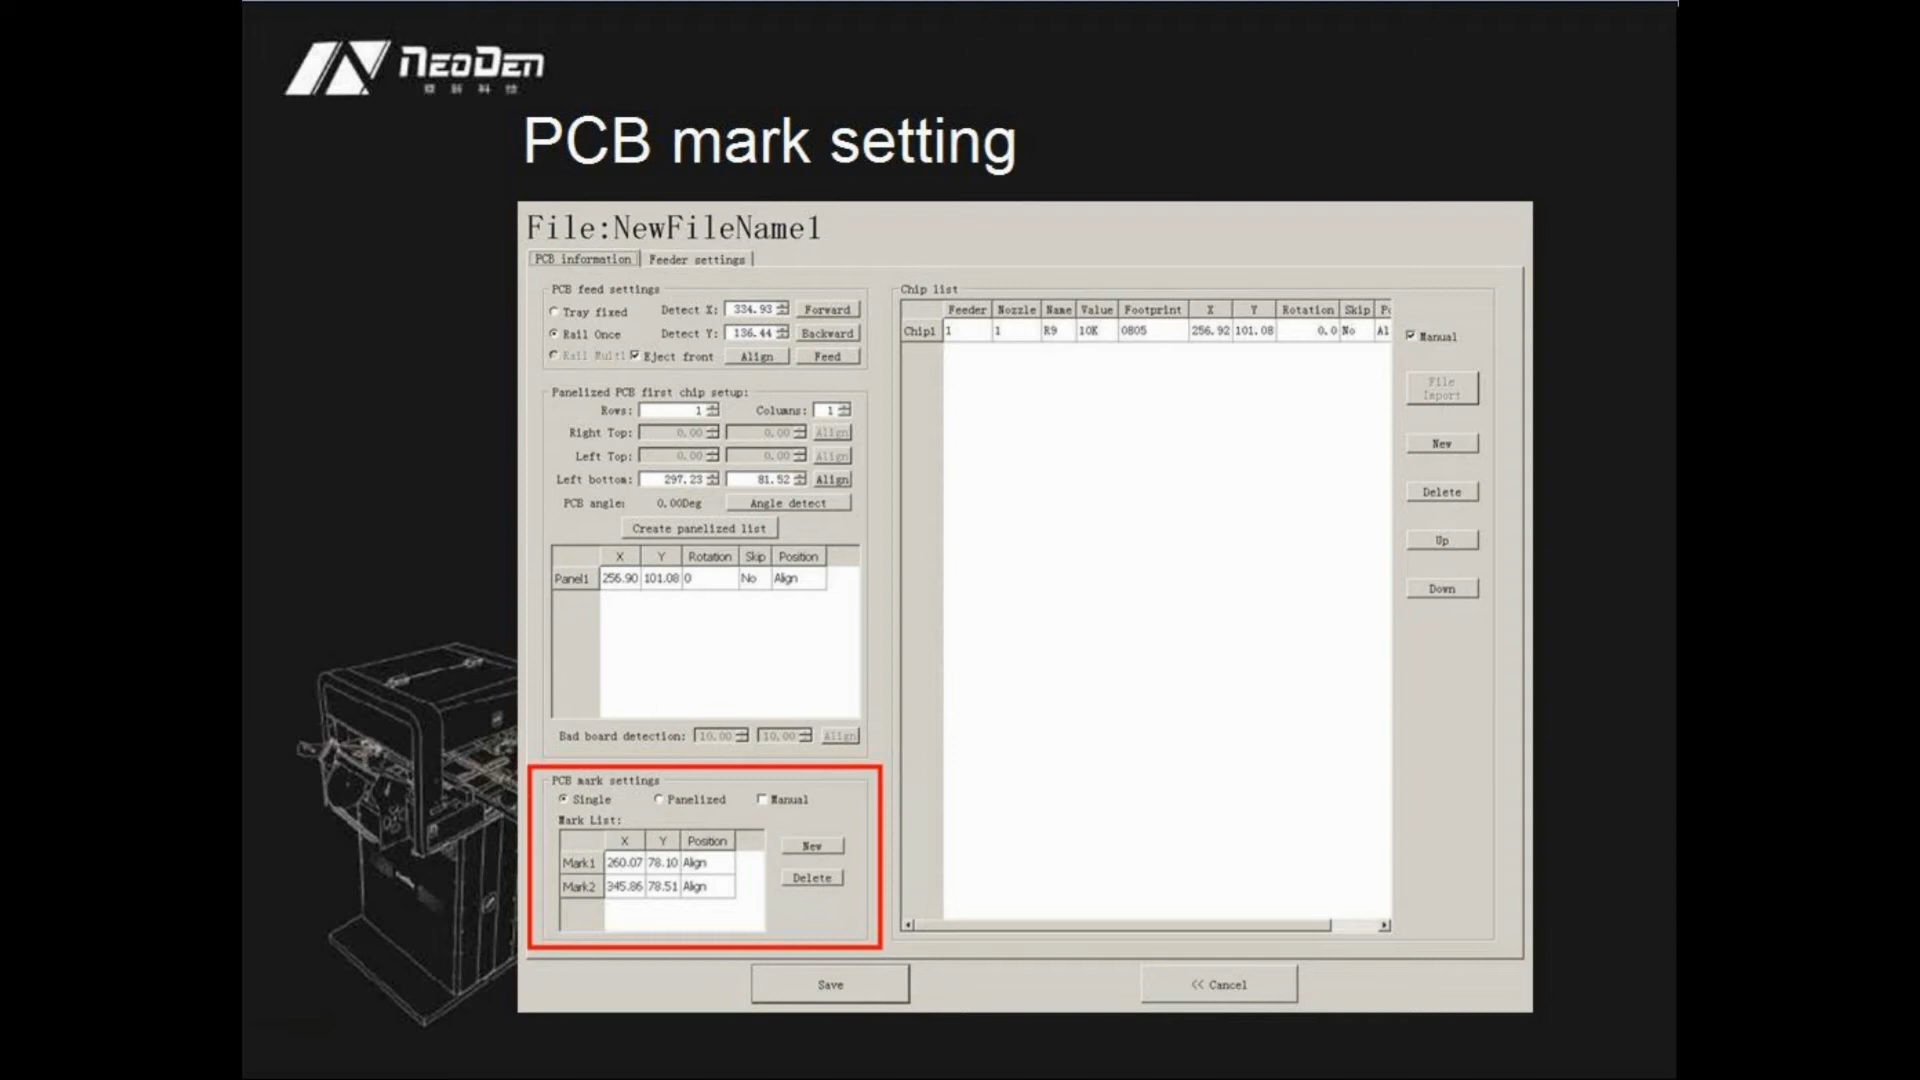 NEODEN
PCB mark setting
File:NewFileName1
PCB information Feeder settings
PCB feed settings
Tray fixed Detect X: 334.93 Forward
Rail Once Detect Y: 136.44 Backward
Rail Multi Eject front Align Feed
Panelized PCB first chip setup:
Rows: 1 Columns: 1
Right Top: 0.00 0.00 Align
Left Top: 0.00 0.00 Align
Left bottom: 297.23 81.52 Align
PCB angle: 0.00Deg Angle detect
Create panelized list
X Y Rotation Skip Position
Panel1 256.90 101.08 0 No Align
Bad board detection: 10.00 10.00 Align
PCB mark settings
Single Panelized Manual
Mark List:
X Y Position
Mark1 260.07 78.10 Align
Mark2 345.86 78.51 Align
New
Delete
Chip list
Feeder Nozzle Name Value Footprint X Y Rotation Skip Po
Chip1 1 1 R9 10K 0805 256.92 101.08 0.0 No Al
Manual
File
Import
New
Delete
Up
Down
Save << Cancel